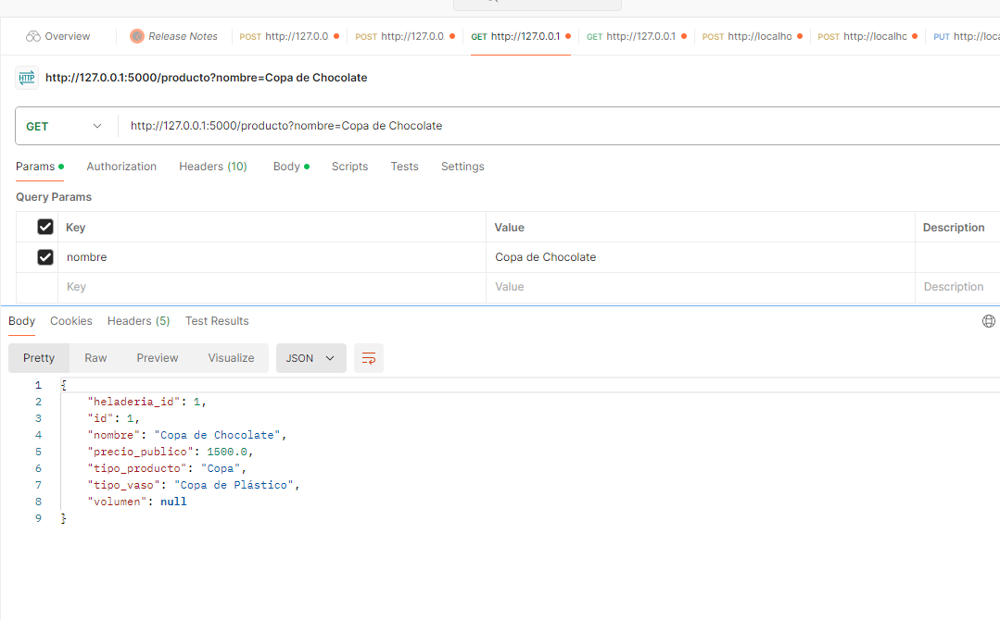 Overview
Release Notes
POST http://127.0.0
POST http://127.0.0.
GET http://127.0.0.1
GET http://127.0.0.1
POST http://localho
POST http://localhc
PUT http://loca
HTTP http://127.0.0.1:5000/producto?nombre=Copa de Chocolate
GET http://127.0.0.1:5000/producto?nombre=Copa de Chocolate
Params Authorization Headers (10) Body Scripts Tests Settings
Query Params
Key Value Description
nombre Copa de Chocolate
Key Value Description
Body Cookies Headers (5) Test Results
Pretty Raw Preview Visualize JSON
1 {
2 "heladeria_id": 1,
3 "id": 1,
4 "nombre": "Copa de Chocolate",
5 "precio_publico": 1500.0,
6 "tipo_producto": "Copa",
7 "tipo_vaso": "Copa de Plástico",
8 "volumen": null
9 }